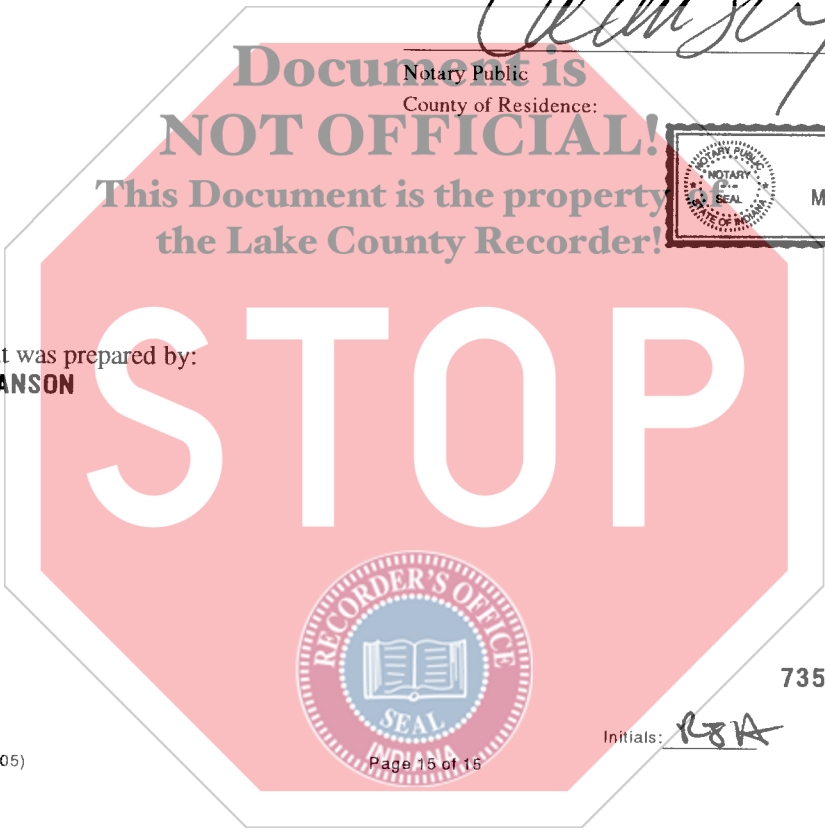 Document is
Notary Public
County of Residence:
NOT OFFICIAL!
This Document is the property of
the Lake County Recorder!
NOTARY PUBLIC
NOTARY
SEAL
STATE OF INDIANA
M
t was prepared by:
ANSON
STOP
RECORDER'S OFFICE
SEAL
INDIANA
735
Initials:
05)
Page 15 of 16